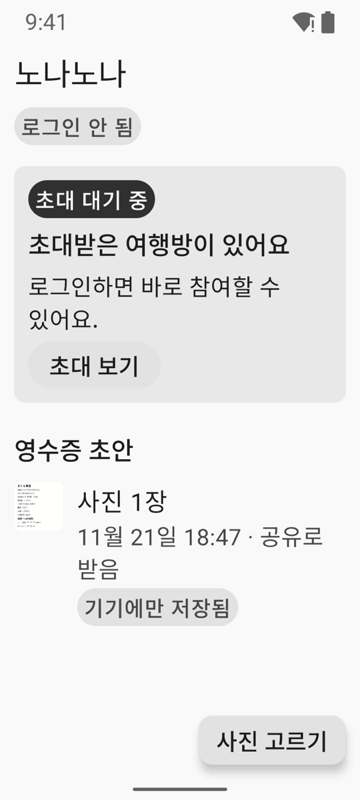 9:41
노나노나
로그인 안 됨
초대 대기 중
초대받은 여행방이 있어요
로그인하면 바로 참여할 수
있어요.
초대 보기
영수증 초안
사진 1장
11월 21일 18:47 · 공유로
받음
기기에만 저장됨
사진 고르기